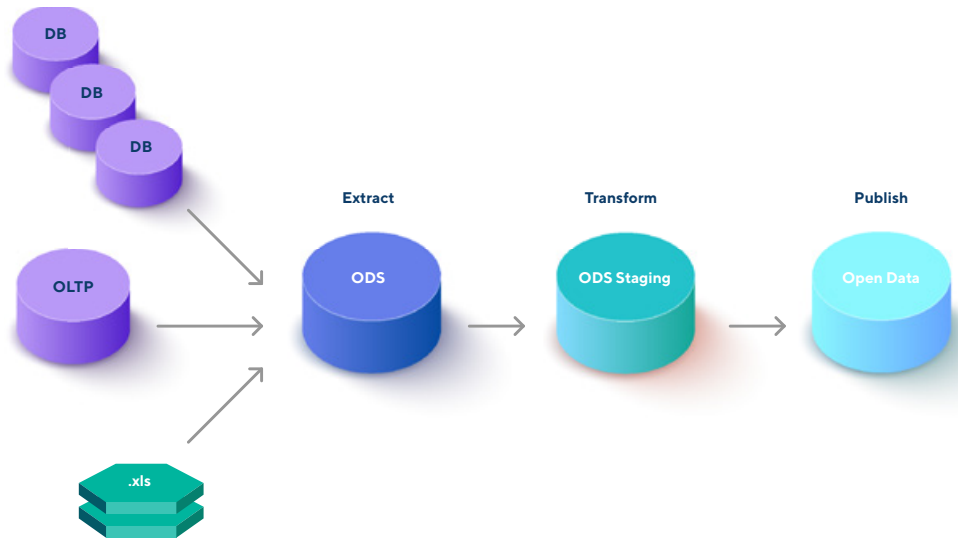 DB
DB
DB
Extract
Transform
Publish
OLTP
ODS
ODS Staging
Open Data
.xls